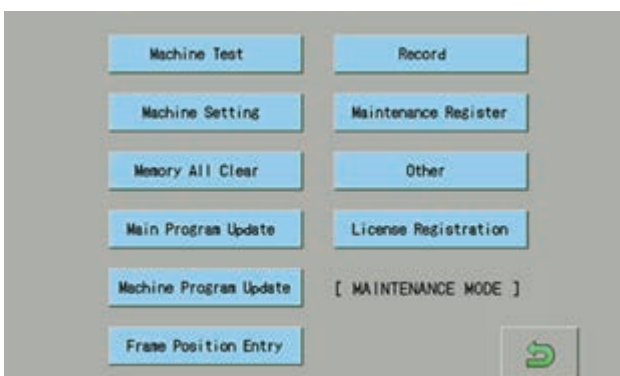 Machine Test
Record
Machine Setting
Maintenance Register
Memory All Clear
Other
Main Program Update
License Registration
Machine Program Update
[ MAINTENANCE MODE ]
Frame Position Entry